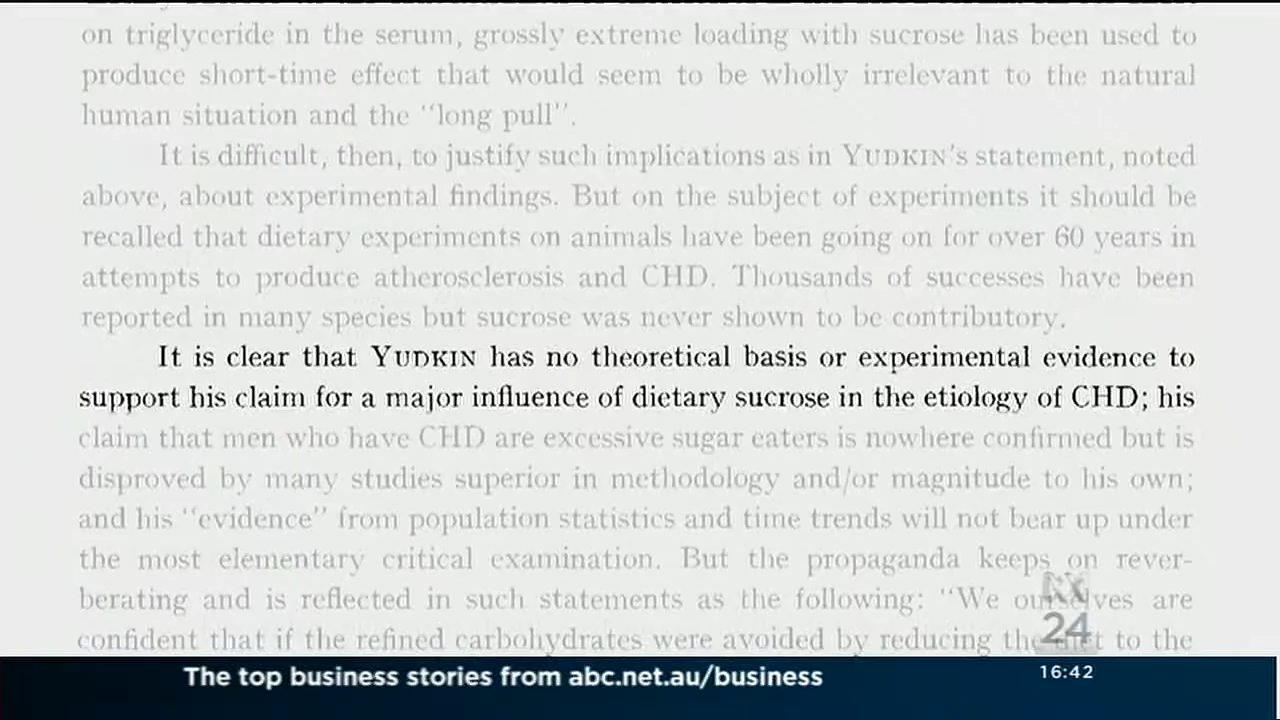 on triglyceride in the serum, grossly extreme loading with sucrose has been used to
produce short-time effect that would seem to be wholly irrelevant to the natural
human situation and the "long pull".
It is difficult, then, to justify such implications as in YUDKIN's statement, noted
above, about experimental findings. But on the subject of experiments it should be
recalled that dietary experiments on animals have been going on for over 60 years in
attempts to produce atherosclerosis and CHD. Thousands of successes have been
reported in many species but sucrose was never shown to be contributory.
It is clear that YUDKIN has no theoretical basis or experimental evidence to
support his claim for a major influence of dietary sucrose in the etiology of CHD; his
claim that men who have CHD are excessive sugar eaters is nowhere confirmed but is
disproved by many studies superior in methodology and/or magnitude to his own;
and his "evidence" from population statistics and time trends will not bear up under
the most elementary critical examination. But the propaganda keeps on rever-
berating and is reflected in such statements as the following: "We ourselves are
confident that if the refined carbohydrates were avoided by reducing the diet to the
24
The top business stories from abc.net.au/business
16:42